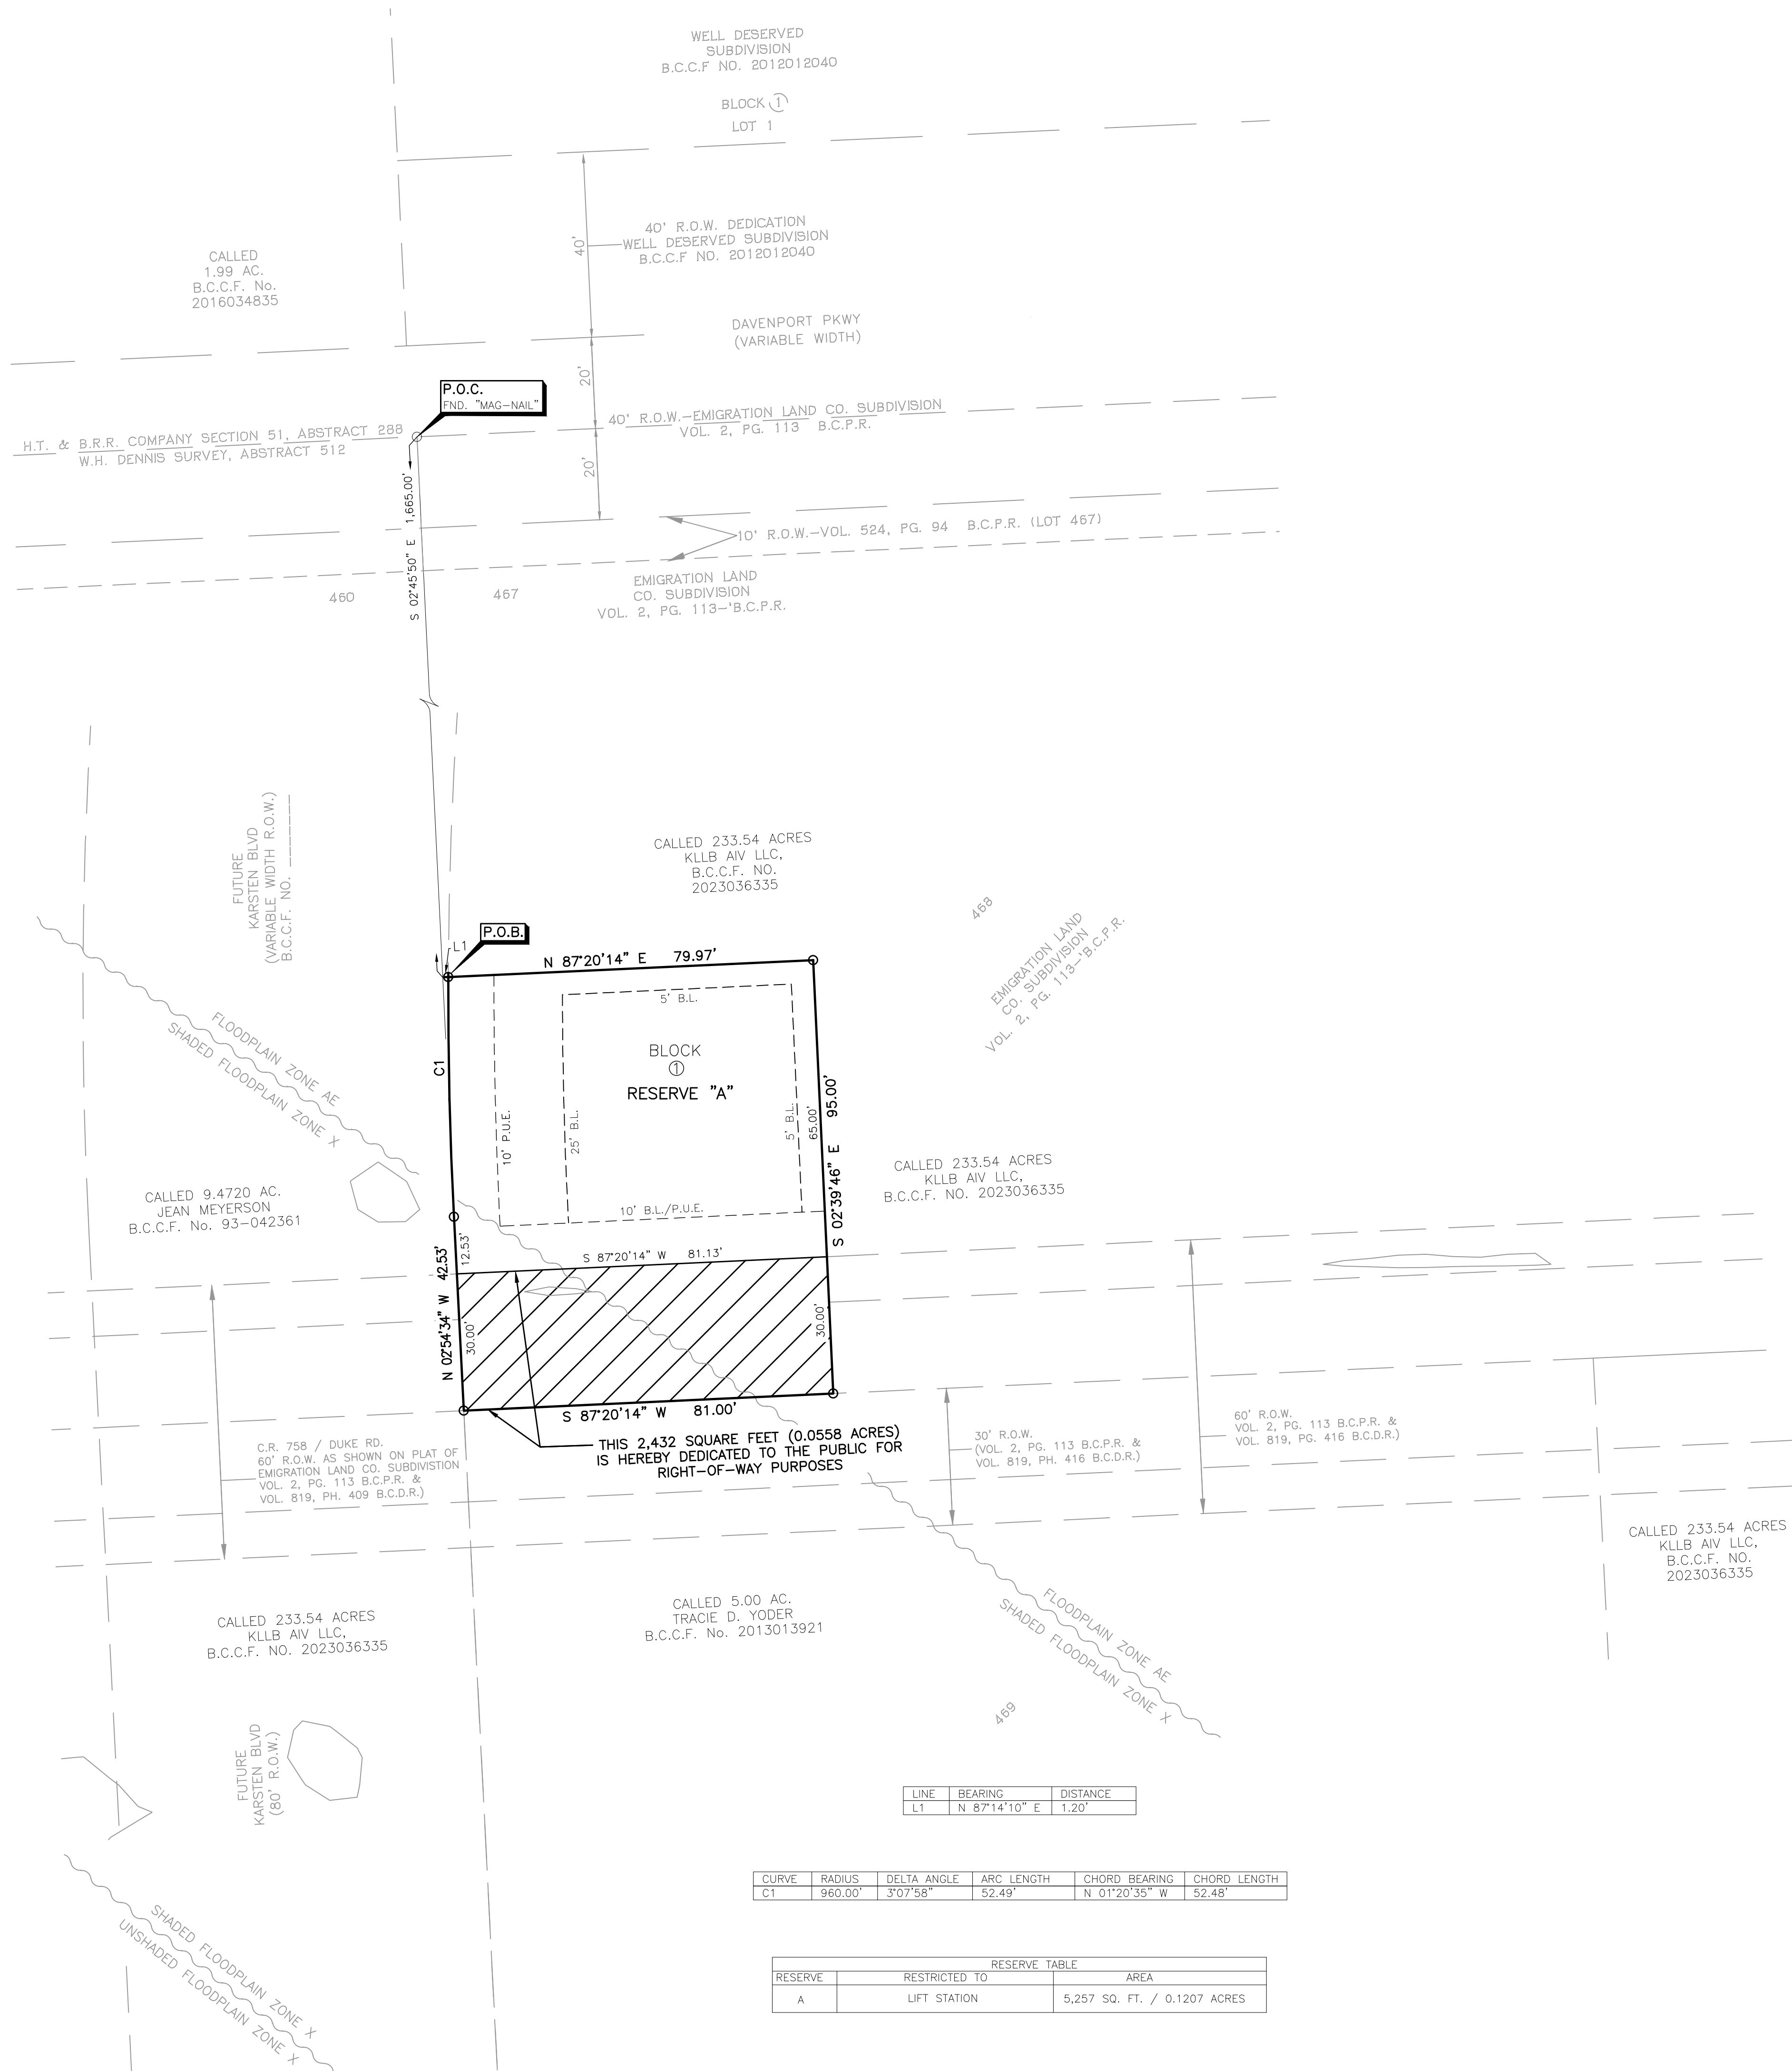 WELL DESERVED
SUBDIVISION
B.C.C.F NO. 2012012040
BLOCK 1
LOT 1
40' R.O.W. DEDICATION
WELL DESERVED SUBDIVISION
B.C.C.F NO. 2012012040
40'
CALLED
1.99 AC.
B.C.C.F. No.
2016034835
DAVENPORT PKWY
(VARIABLE WIDTH)
20'
P.O.C.
FND. "MAG-NAIL"
40' R.O.W.-EMIGRATION LAND CO. SUBDIVISION
VOL. 2, PG. 113 B.C.P.R.
H.T. & B.R.R. COMPANY SECTION 51, ABSTRACT 288
W.H. DENNIS SURVEY, ABSTRACT 512
20'
S 02°45'50" E 1,665.00'
10' R.O.W.-VOL. 524, PG. 94 B.C.P.R. (LOT 467)
460
467
EMIGRATION LAND
CO. SUBDIVISION
VOL. 2, PG. 113-'B.C.P.R.
FUTURE
KARSTEN BLVD
(VARIABLE WIDTH R.O.W.)
B.C.C.F. NO. ________
CALLED 233.54 ACRES
KLLB AIV LLC,
B.C.C.F. NO.
2023036335
468
EMIGRATION LAND
CO. SUBDIVISION
VOL. 2, PG. 113-'B.C.P.R.
P.O.B.
L1
N 87°20'14" E 79.97'
5' B.L.
FLOODPLAIN ZONE AE
SHADED FLOODPLAIN ZONE X
C1
BLOCK
1
RESERVE "A"
10' P.U.E.
25' B.L.
5' B.L.
65.00'
S 02°39'46" E 95.00'
CALLED 9.4720 AC.
JEAN MEYERSON
B.C.C.F. No. 93-042361
CALLED 233.54 ACRES
KLLB AIV LLC,
B.C.C.F. NO. 2023036335
10' B.L./P.U.E.
12.53'
S 87°20'14" W 81.13'
N 02°54'34" W 42.53'
30.00'
30.00'
S 87°20'14" W 81.00'
THIS 2,432 SQUARE FEET (0.0558 ACRES)
IS HEREBY DEDICATED TO THE PUBLIC FOR
RIGHT-OF-WAY PURPOSES
C.R. 758 / DUKE RD.
60' R.O.W. AS SHOWN ON PLAT OF
EMIGRATION LAND CO. SUBDIVISTION
VOL. 2, PG. 113 B.C.P.R. &
VOL. 819, PH. 409 B.C.D.R.)
30' R.O.W.
(VOL. 2, PG. 113 B.C.P.R. &
VOL. 819, PH. 416 B.C.D.R.)
60' R.O.W.
VOL. 2, PG. 113 B.C.P.R. &
VOL. 819, PG. 416 B.C.D.R.)
CALLED 233.54 ACRES
KLLB AIV LLC,
B.C.C.F. NO.
2023036335
CALLED 233.54 ACRES
KLLB AIV LLC,
B.C.C.F. NO. 2023036335
CALLED 5.00 AC.
TRACIE D. YODER
B.C.C.F. No. 2013013921
FLOODPLAIN ZONE AE
SHADED FLOODPLAIN ZONE X
469
FUTURE
KARSTEN BLVD
(80' R.O.W.)
LINE BEARING DISTANCE
L1 N 87°14'10" E 1.20'
CURVE RADIUS DELTA ANGLE ARC LENGTH CHORD BEARING CHORD LENGTH
C1 960.00' 3°07'58" 52.49' N 01°20'35" W 52.48'
SHADED FLOODPLAIN ZONE X
UNSHADED FLOODPLAIN ZONE X
RESERVE TABLE
RESERVE RESTRICTED TO AREA
A LIFT STATION 5,257 SQ. FT. / 0.1207 ACRES